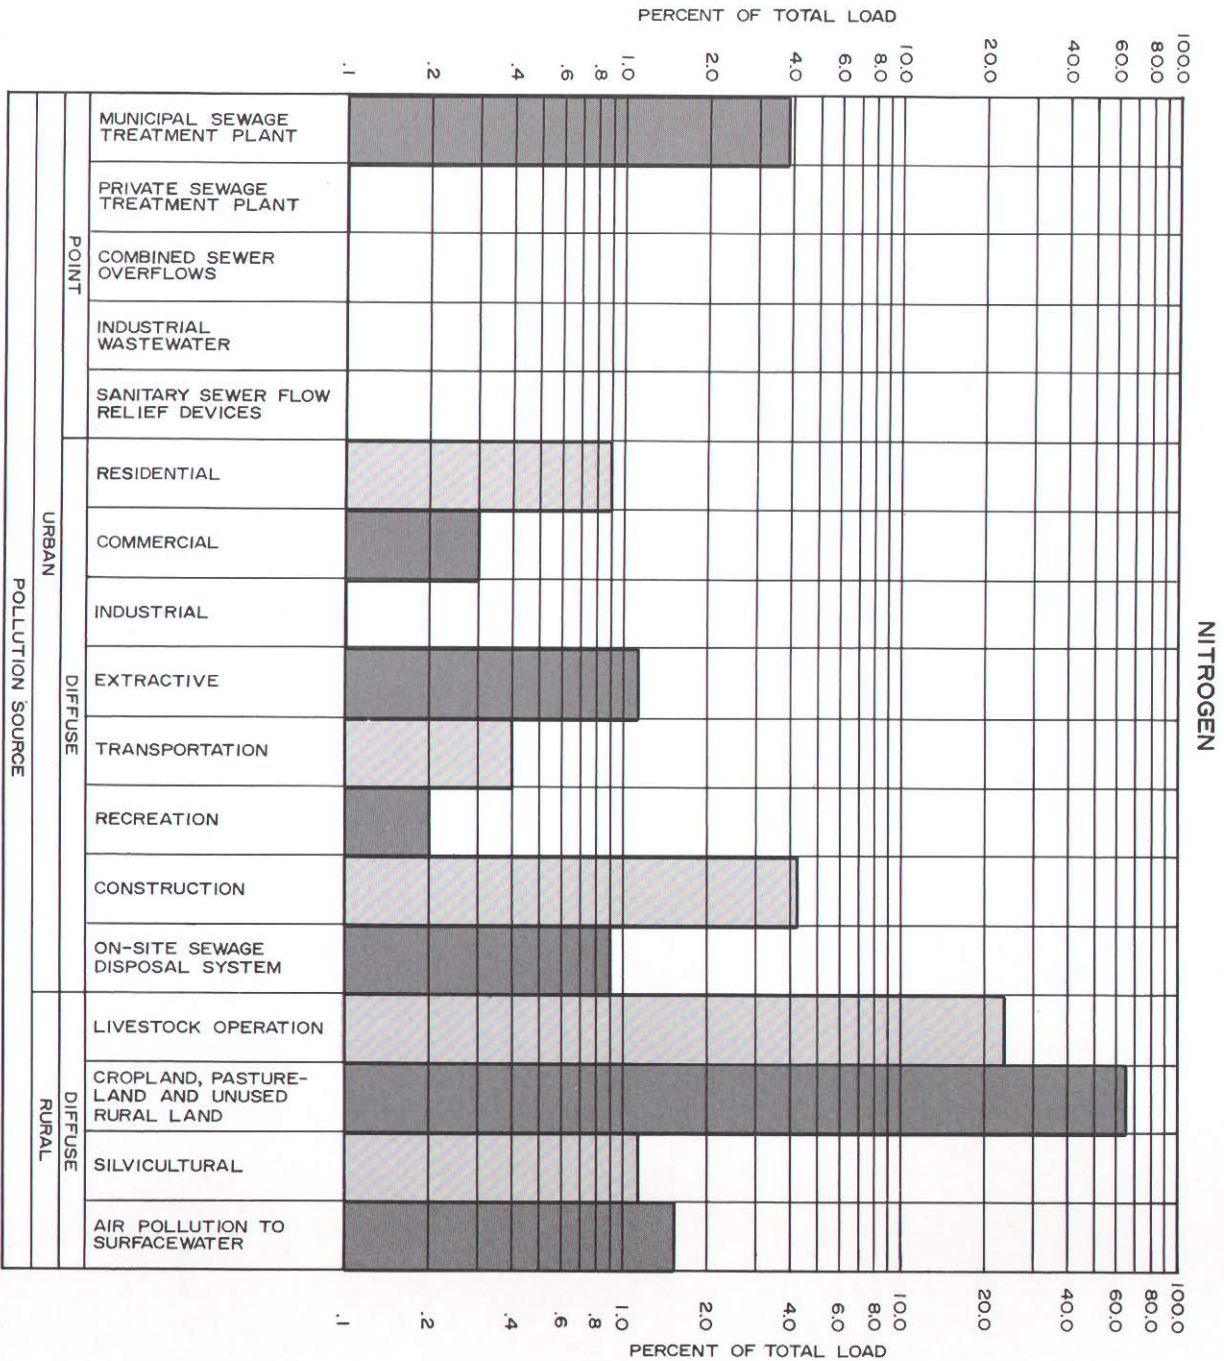 PERCENT OF TOTAL LOAD
.1 .2 .4 .6 .8 1.0 2.0 4.0 6.0 8.0 10.0 20.0 40.0 60.0 80.0 100.0
NITROGEN
MUNICIPAL SEWAGE
TREATMENT PLANT
PRIVATE SEWAGE
TREATMENT PLANT
COMBINED SEWER
OVERFLOWS
INDUSTRIAL
WASTEWATER
SANITARY SEWER FLOW
RELIEF DEVICES
RESIDENTIAL
COMMERCIAL
INDUSTRIAL
EXTRACTIVE
TRANSPORTATION
RECREATION
CONSTRUCTION
ON-SITE SEWAGE
DISPOSAL SYSTEM
LIVESTOCK OPERATION
CROPLAND, PASTURE-
LAND AND UNUSED
RURAL LAND
SILVICULTURAL
AIR POLLUTION TO
SURFACEWATER
POINT
DIFFUSE
DIFFUSE
URBAN
RURAL
POLLUTION SOURCE
.1 .2 .4 .6 .8 1.0 2.0 4.0 6.0 8.0 10.0 20.0 40.0 60.0 80.0 100.0
PERCENT OF TOTAL LOAD